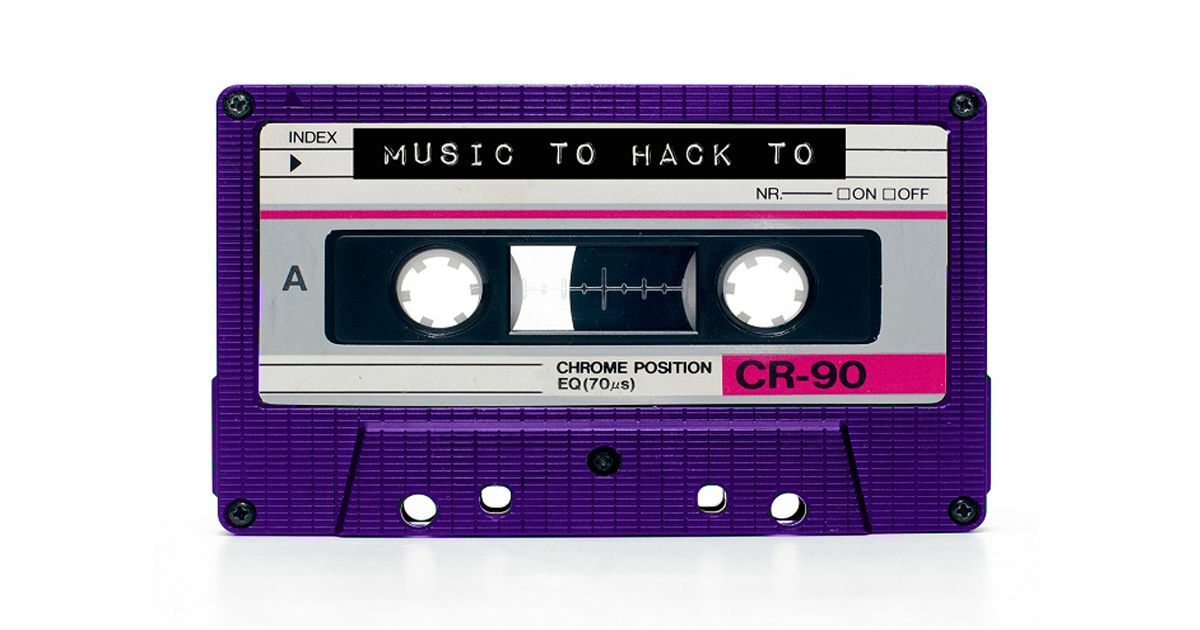 INDEX
MUSIC TO HACK TO
NR. ON OFF
A
CHROME POSITION
EQ(70µs)
CR-90